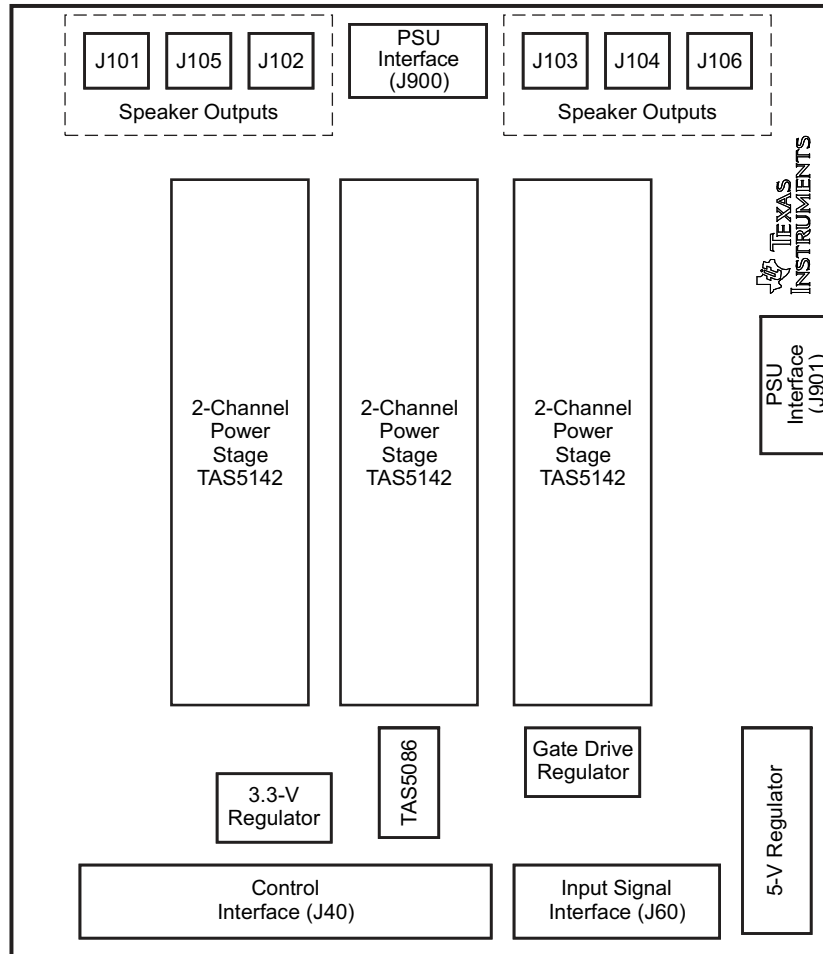 J101
J105
J102
Speaker Outputs
PSU
Interface
(J900)
J103
J104
J106
Speaker Outputs
TEXAS
INSTRUMENTS
2-Channel
Power
Stage
TAS5142
2-Channel
Power
Stage
TAS5142
2-Channel
Power
Stage
TAS5142
PSU
Interface
(J901)
3.3-V
Regulator
TAS5086
Gate Drive
Regulator
5-V Regulator
Control
Interface (J40)
Input Signal
Interface (J60)